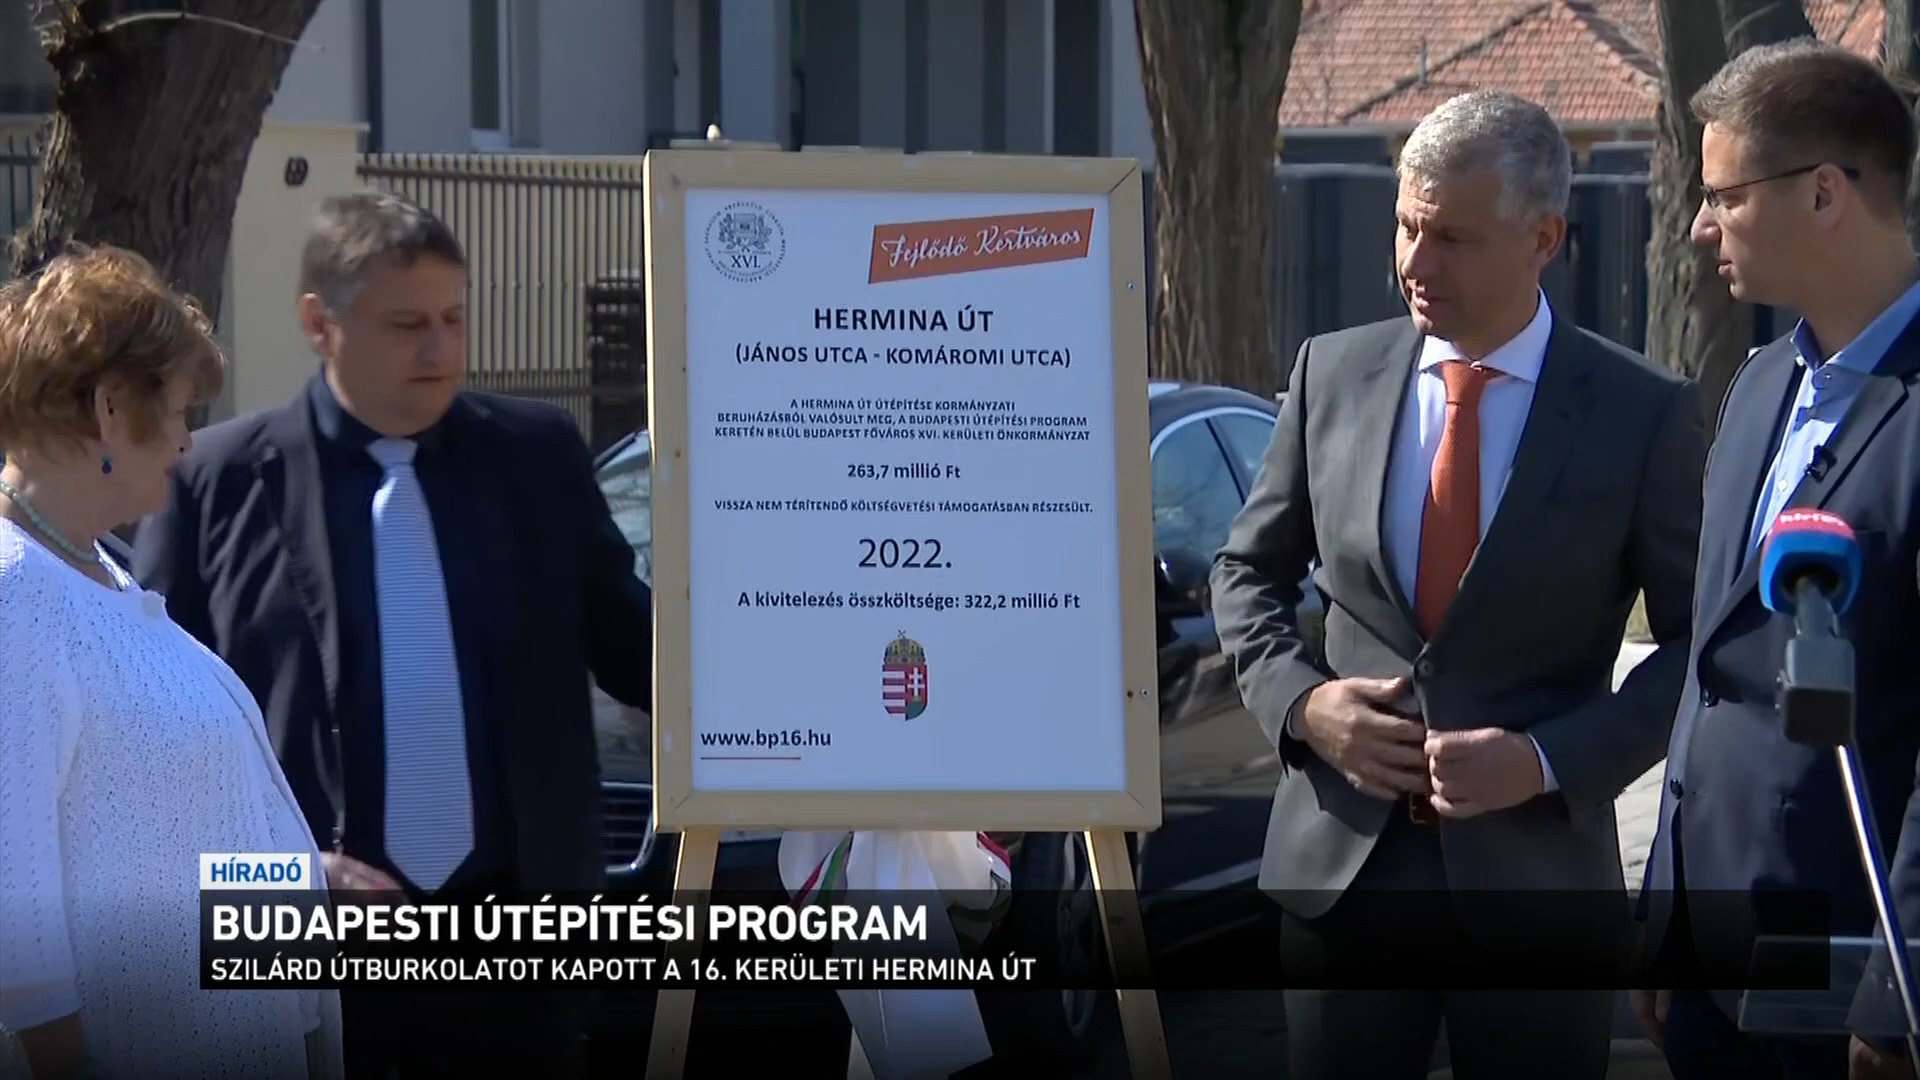 XVI.
Fejlődő Kertváros
HERMINA ÚT
(JÁNOS UTCA - KOMÁROMI UTCA)
A HERMINA ÚT ÚTÉPÍTÉSE KORMÁNYZATI
BERUHÁZÁSBÓL VALÓSULT MEG, A BUDAPESTI ÚTÉPÍTÉSI PROGRAM
KERETÉN BELÜL BUDAPEST FŐVÁROS XVI. KERÜLETI ÖNKORMÁNYZAT
263,7 millió Ft
VISSZA NEM TÉRÍTENDŐ KÖLTSÉGVETÉSI TÁMOGATÁSBAN RÉSZESÜLT.
2022.
A kivitelezés összköltsége: 322,2 millió Ft
www.bp16.hu
HÍRADÓ
BUDAPESTI ÚTÉPÍTÉSI PROGRAM
SZILÁRD ÚTBURKOLATOT KAPOTT A 16. KERÜLETI HERMINA ÚT